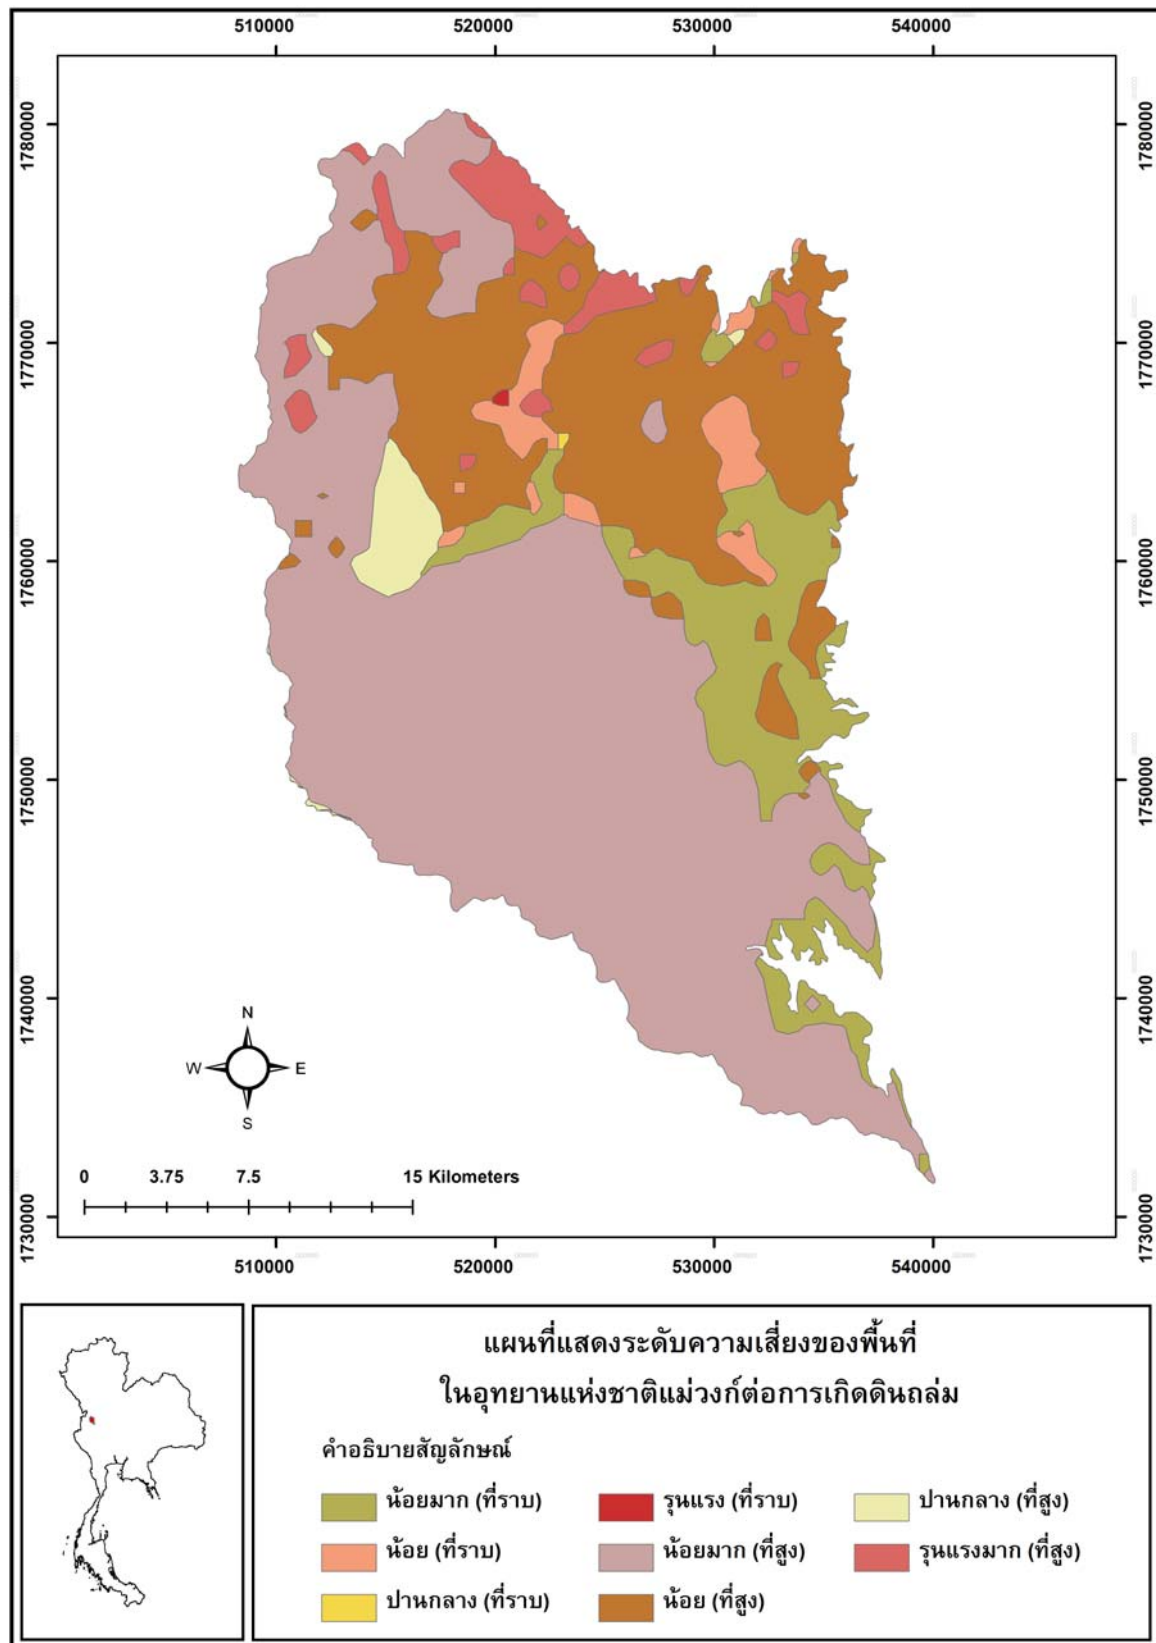 510000 520000 530000 540000
1780000 1780000
1770000 1770000
1760000 1760000
1750000 1750000
1740000 1740000
1730000 1730000
N
W E
S
0 3.75 7.5 15 Kilometers
510000 520000 530000 540000
แผนที่แสดงระดับความเสี่ยงของพื้นที่
ในอุทยานแห่งชาติแม่วงก์ต่อการเกิดดินถล่ม
คำอธิบายสัญลักษณ์
น้อยมาก (ที่ราบ) รุนแรง (ที่ราบ) ปานกลาง (ที่สูง)
น้อย (ที่ราบ) น้อยมาก (ที่สูง) รุนแรงมาก (ที่สูง)
ปานกลาง (ที่ราบ) น้อย (ที่สูง)